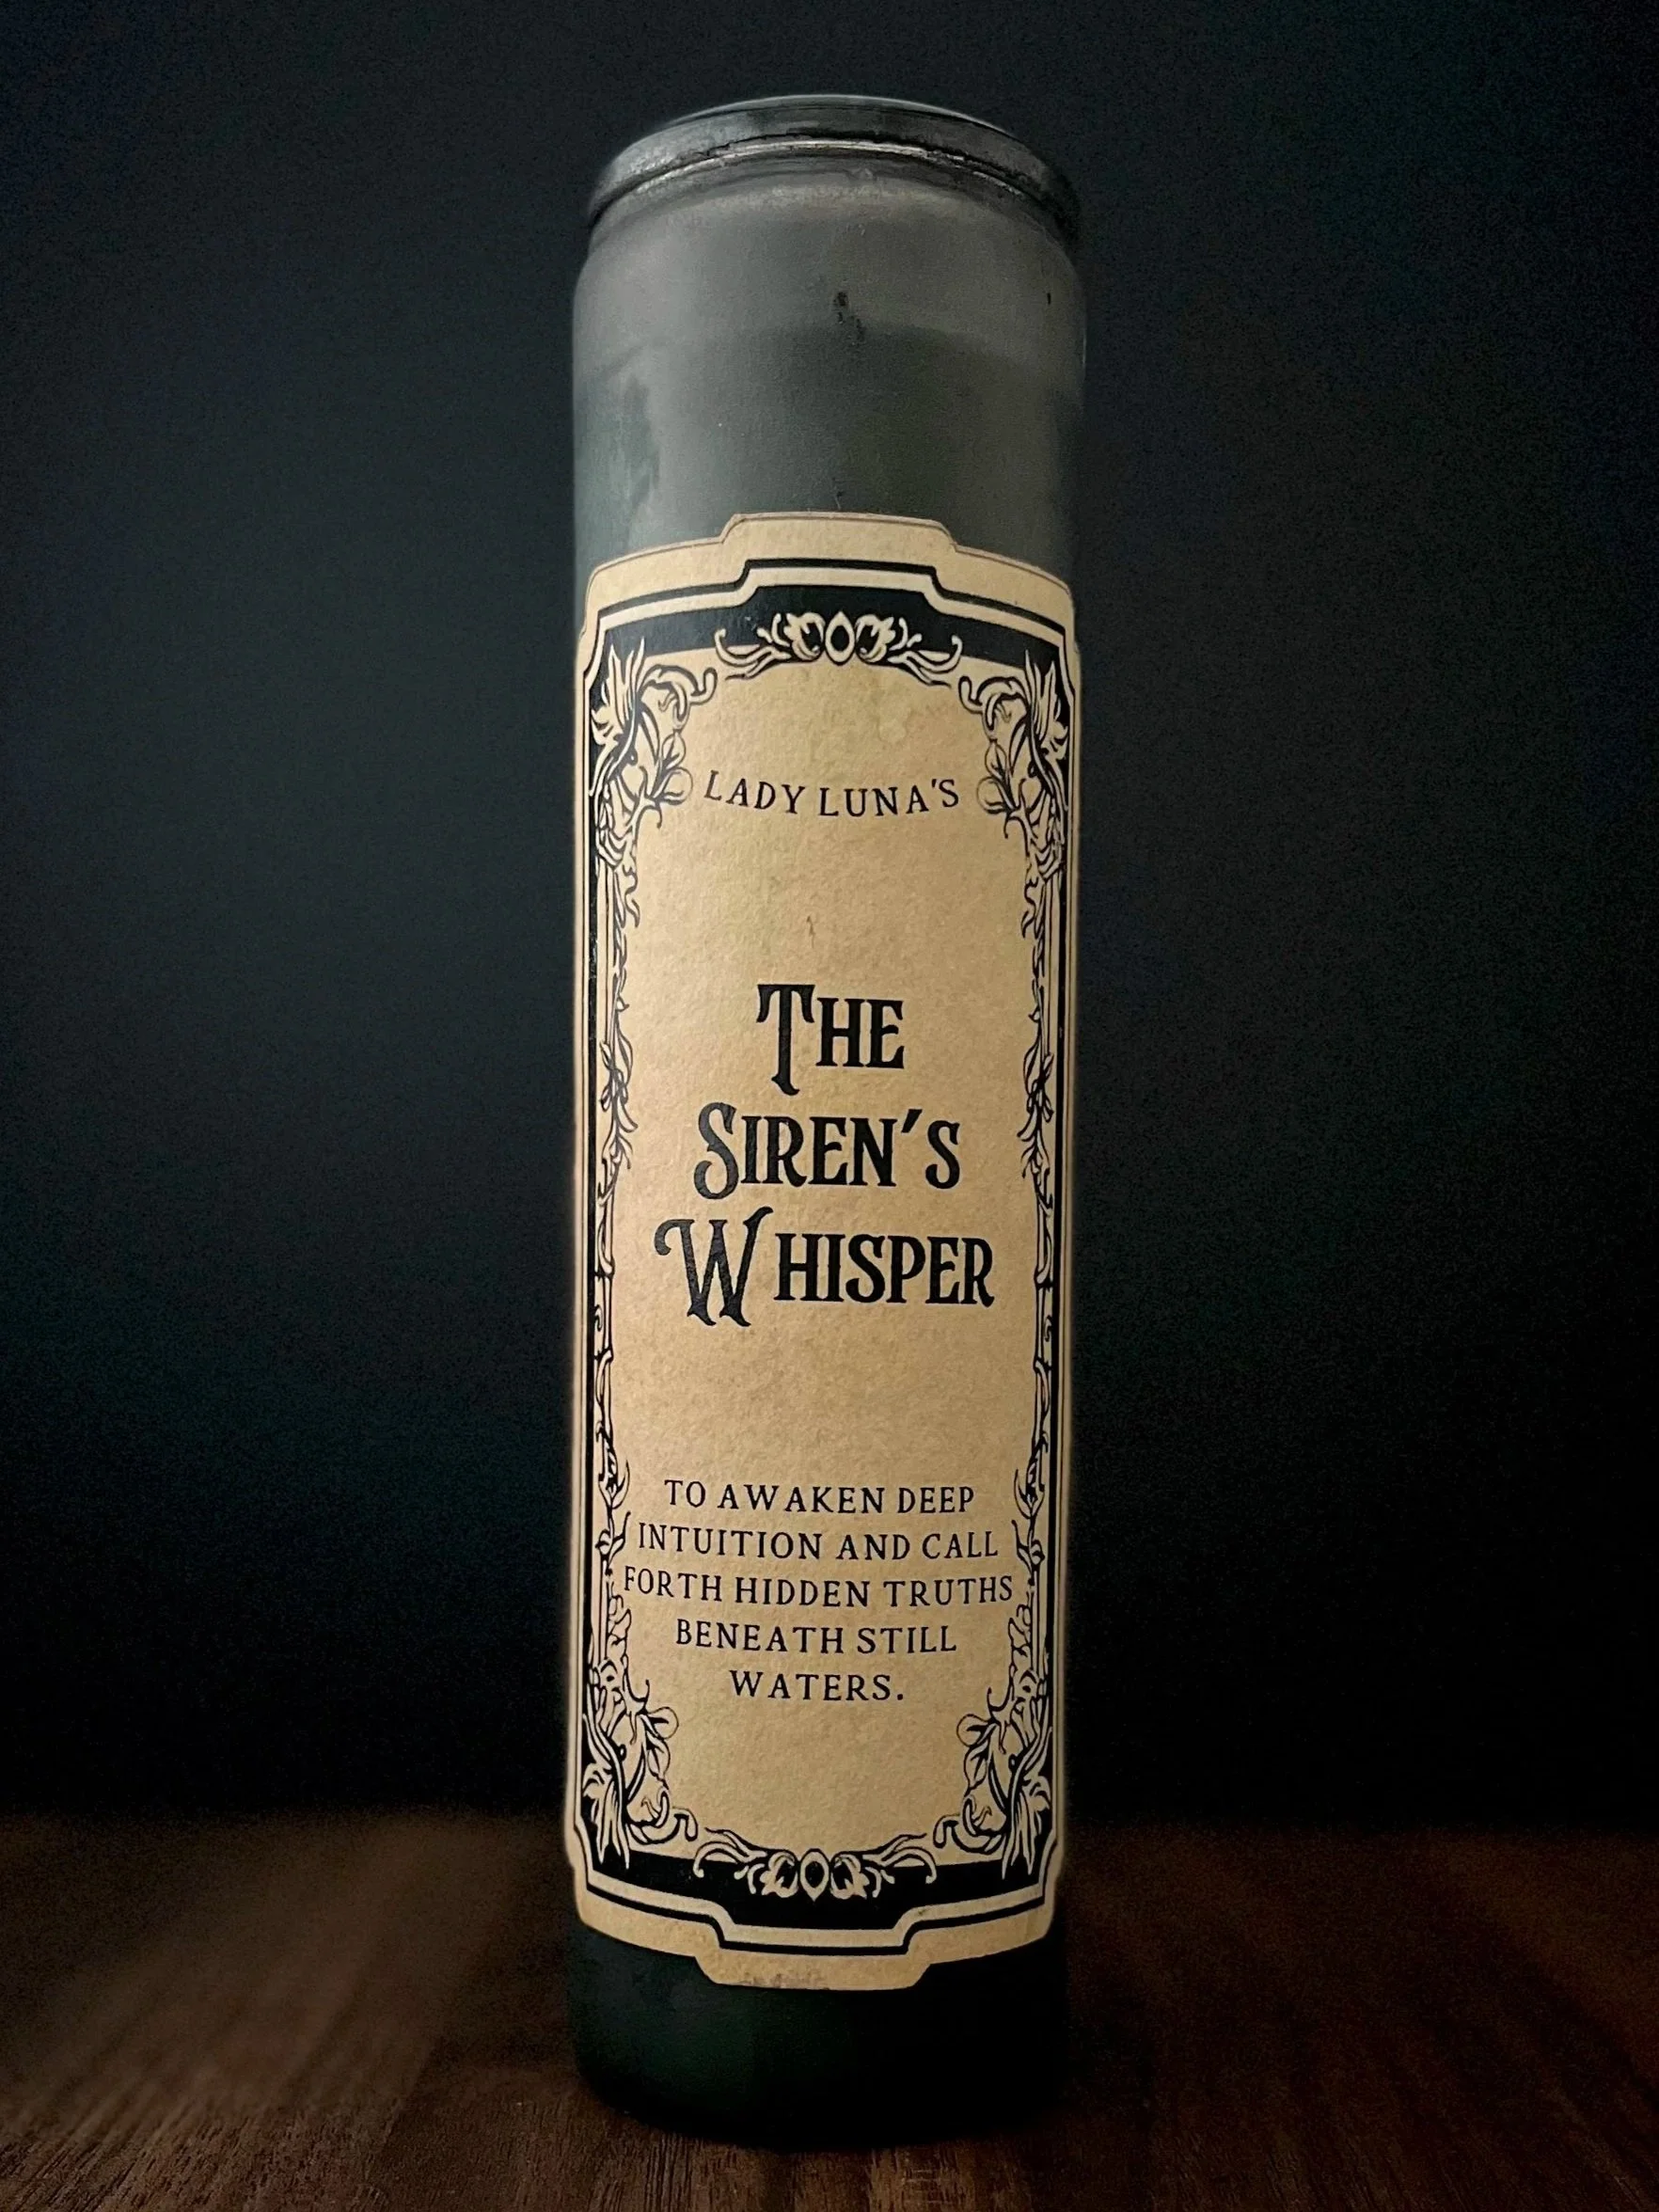 LADY LUNA'S
THE
SIREN'S
WHISPER
TO AWAKEN DEEP
INTUITION AND CALL
FORTH HIDDEN TRUTHS
BENEATH STILL
WATERS.